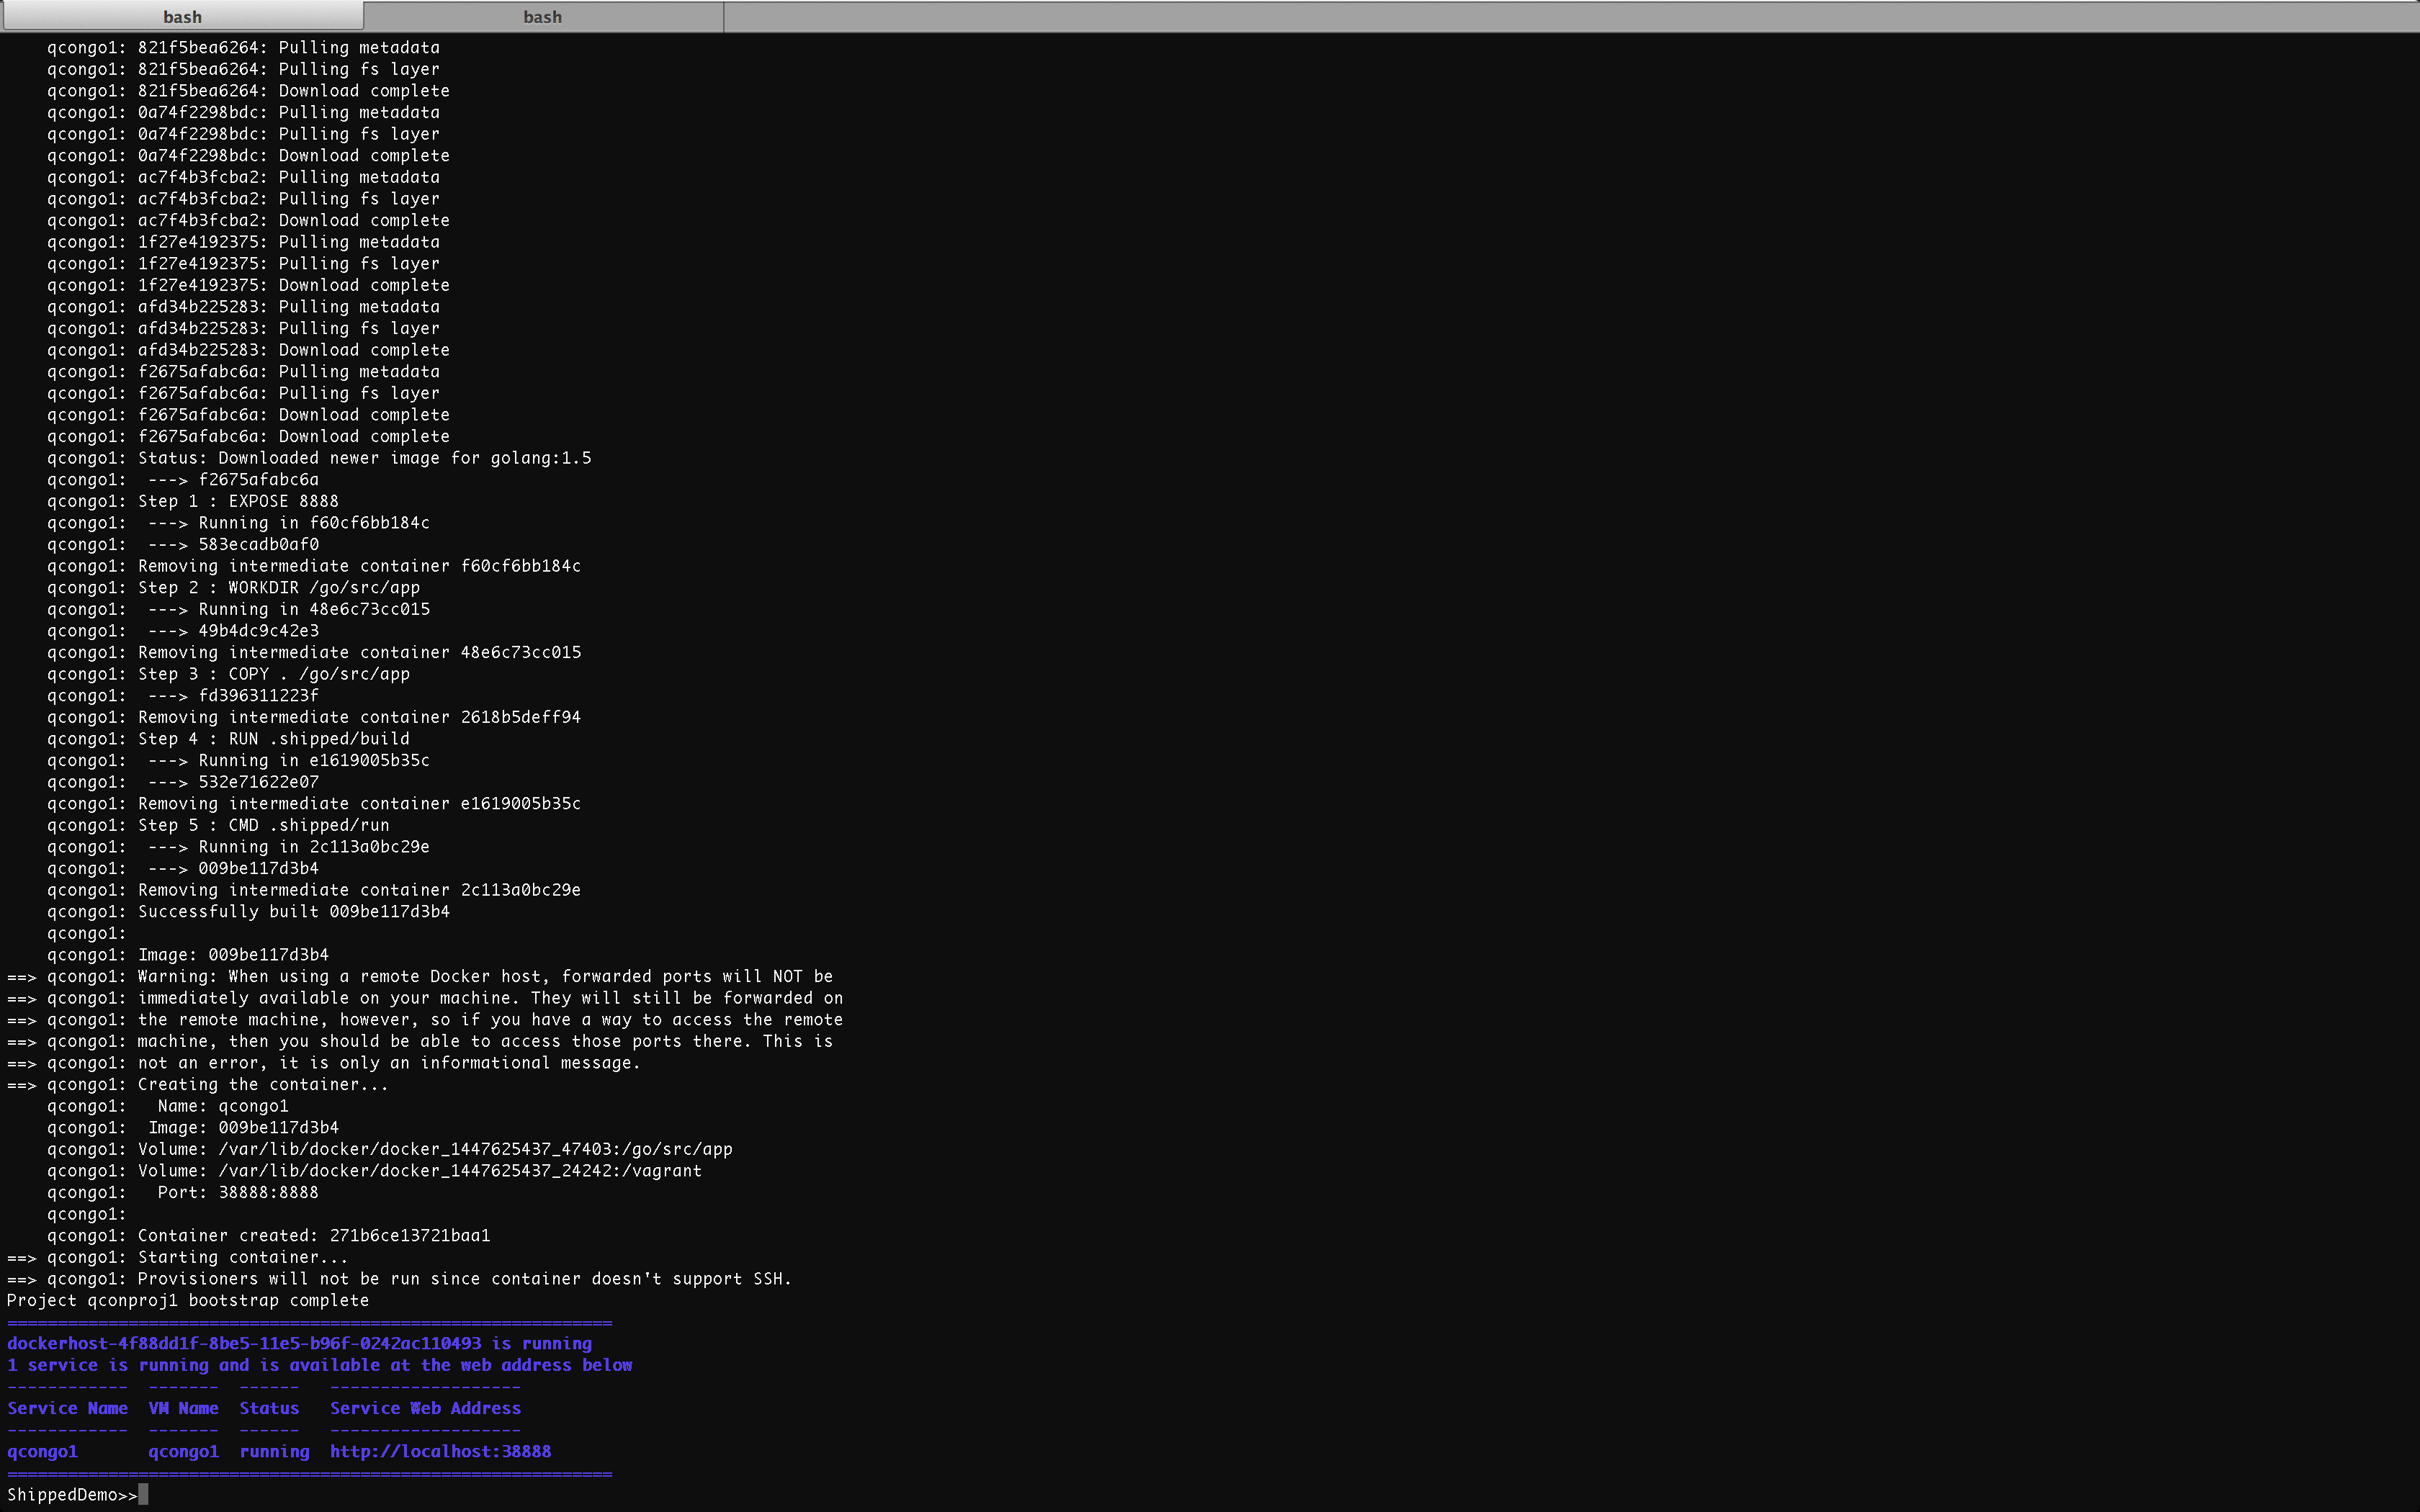 bash bash
qcongo1: 821f5bea6264: Pulling metadata
qcongo1: 821f5bea6264: Pulling fs layer
qcongo1: 821f5bea6264: Download complete
qcongo1: 0a74f2298bdc: Pulling metadata
qcongo1: 0a74f2298bdc: Pulling fs layer
qcongo1: 0a74f2298bdc: Download complete
qcongo1: ac7f4b3fcba2: Pulling metadata
qcongo1: ac7f4b3fcba2: Pulling fs layer
qcongo1: ac7f4b3fcba2: Download complete
qcongo1: 1f27e4192375: Pulling metadata
qcongo1: 1f27e4192375: Pulling fs layer
qcongo1: 1f27e4192375: Download complete
qcongo1: afd34b225283: Pulling metadata
qcongo1: afd34b225283: Pulling fs layer
qcongo1: afd34b225283: Download complete
qcongo1: f2675afabc6a: Pulling metadata
qcongo1: f2675afabc6a: Pulling fs layer
qcongo1: f2675afabc6a: Download complete
qcongo1: f2675afabc6a: Download complete
qcongo1: Status: Downloaded newer image for golang:1.5
qcongo1:  ---> f2675afabc6a
qcongo1: Step 1 : EXPOSE 8888
qcongo1:  ---> Running in f60cf6bb184c
qcongo1:  ---> 583ecadb0af0
qcongo1: Removing intermediate container f60cf6bb184c
qcongo1: Step 2 : WORKDIR /go/src/app
qcongo1:  ---> Running in 48e6c73cc015
qcongo1:  ---> 49b4dc9c42e3
qcongo1: Removing intermediate container 48e6c73cc015
qcongo1: Step 3 : COPY . /go/src/app
qcongo1:  ---> fd396311223f
qcongo1: Removing intermediate container 2618b5deff94
qcongo1: Step 4 : RUN .shipped/build
qcongo1:  ---> Running in e1619005b35c
qcongo1:  ---> 532e71622e07
qcongo1: Removing intermediate container e1619005b35c
qcongo1: Step 5 : CMD .shipped/run
qcongo1:  ---> Running in 2c113a0bc29e
qcongo1:  ---> 009be117d3b4
qcongo1: Removing intermediate container 2c113a0bc29e
qcongo1: Successfully built 009be117d3b4
qcongo1:
qcongo1: Image: 009be117d3b4
==> qcongo1: Warning: When using a remote Docker host, forwarded ports will NOT be
==> qcongo1: immediately available on your machine. They will still be forwarded on
==> qcongo1: the remote machine, however, so if you have a way to access the remote
==> qcongo1: machine, then you should be able to access those ports there. This is
==> qcongo1: not an error, it is only an informational message.
==> qcongo1: Creating the container...
qcongo1:   Name: qcongo1
qcongo1:  Image: 009be117d3b4
qcongo1: Volume: /var/lib/docker/docker_1447625437_47403:/go/src/app
qcongo1: Volume: /var/lib/docker/docker_1447625437_24242:/vagrant
qcongo1:   Port: 38888:8888
qcongo1:
qcongo1: Container created: 271b6ce13721baa1
==> qcongo1: Starting container...
==> qcongo1: Provisioners will not be run since container doesn't support SSH.
Project qconproj1 bootstrap complete
============================================================
dockerhost-4f88dd1f-8be5-11e5-b96f-0242ac110493 is running
1 service is running and is available at the web address below
------------  -------  ------   -------------------
Service Name  VM Name  Status   Service Web Address
------------  -------  ------   -------------------
qcongo1       qcongo1  running  http://localhost:38888
============================================================
ShippedDemo>>